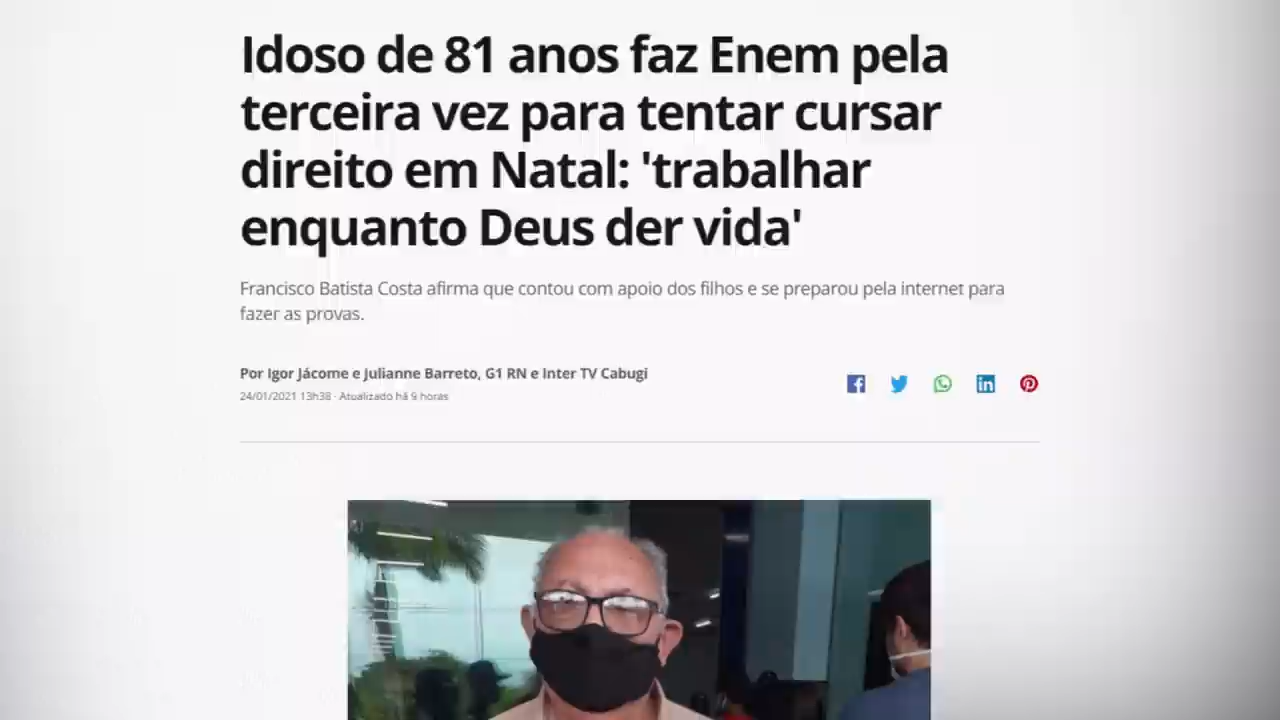 Idoso de 81 anos faz Enem pela
terceira vez para tentar cursar
direito em Natal: 'trabalhar
enquanto Deus der vida'
Francisco Batista Costa afirma que contou com apoio dos filhos e se preparou pela internet para
fazer as provas.
Por Igor Jácome e Julianne Barreto, G1 RN e Inter TV Cabugi
24/01/2021 13h38 · Atualizado há 9 horas